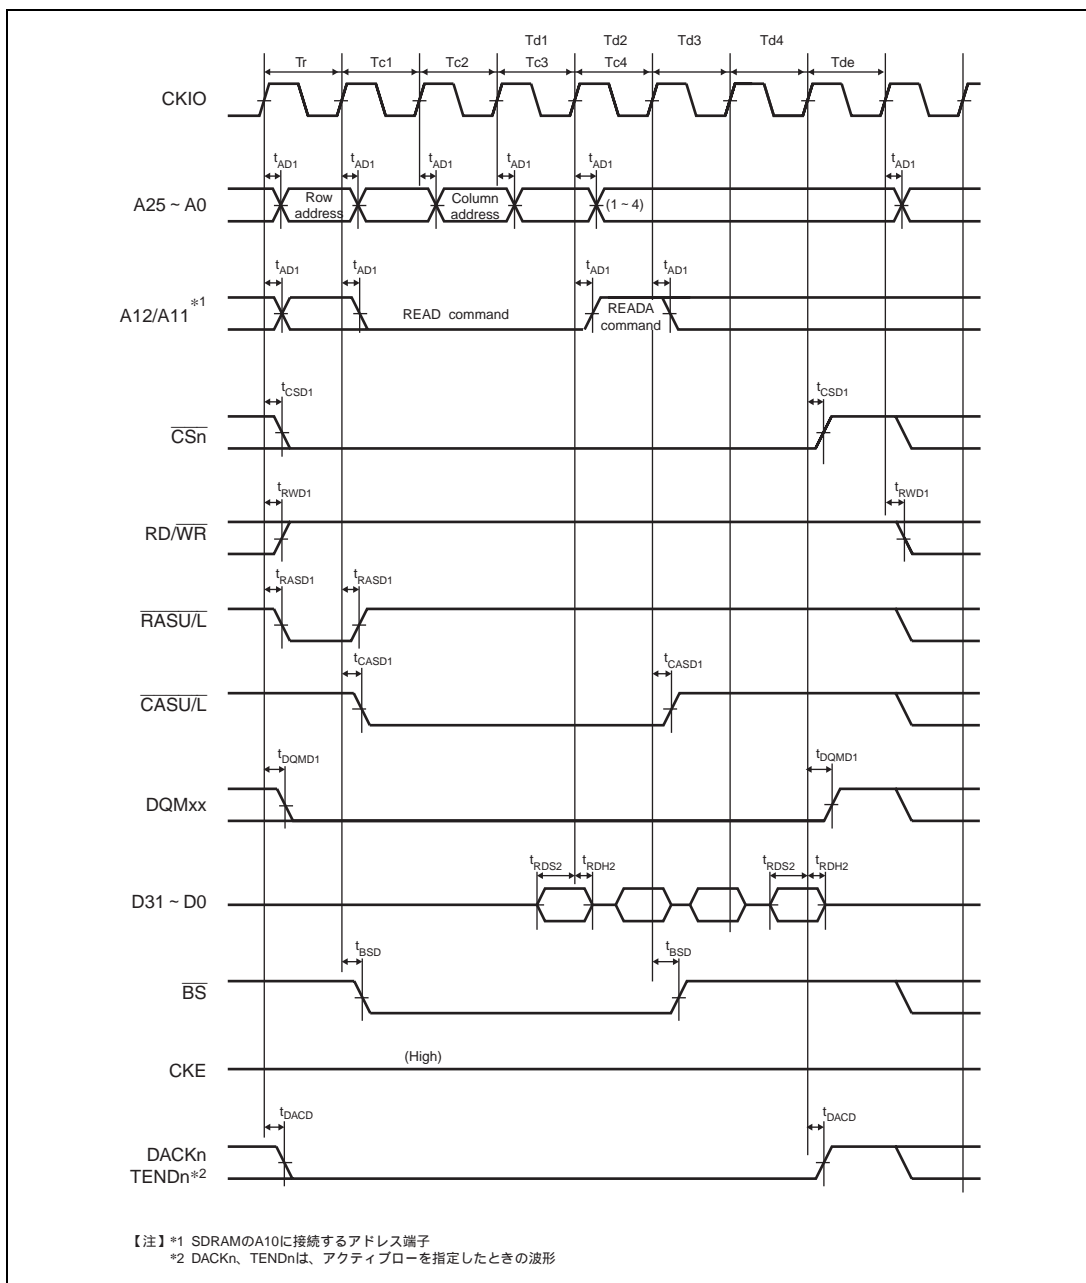 Td1 Td2 Td3 Td4
Tr Tc1 Tc2 Tc3 Tc4 Tde
CKIO
tAD1 tAD1 tAD1 tAD1 tAD1 tAD1
A25 ~ A0
Row address
Column address
(1 ~ 4)
tAD1 tAD1 tAD1 tAD1
A12/A11 *1
READ command
READA command
tCSD1 tCSD1
CSn
tRWD1 tRWD1
RD/WR
tRASD1 tRASD1
RASU/L
tCASD1 tCASD1
CASU/L
tDQMD1 tDQMD1
DQMxx
tRDS2 tRDH2 tRDS2 tRDH2
D31 ~ D0
tBSD tBSD
BS
(High)
CKE
tDACD tDACD
DACKn
TENDn*2
【注】*1 SDRAMのA10に接続するアドレス端子
*2 DACKn、TENDnは、アクティブローを指定したときの波形